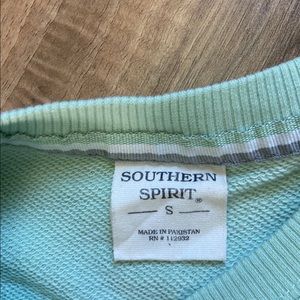 SOUTHERN
SPIRIT®
— S —
MADE IN PAKISTAN
RN # 112932